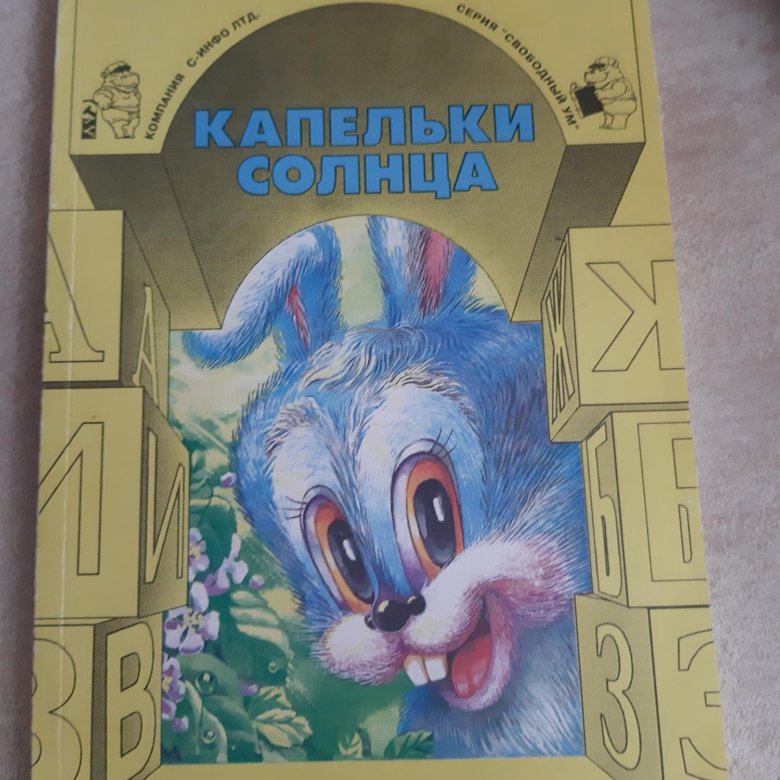 КОМПАНИЯ С-ИНФО ЛТД.
СЕРИЯ "СВОБОДНЫЙ УМ"
КАПЕЛЬКИ
СОЛНЦА
А А
Ж Ж
И И
Ь Б
В В
З З